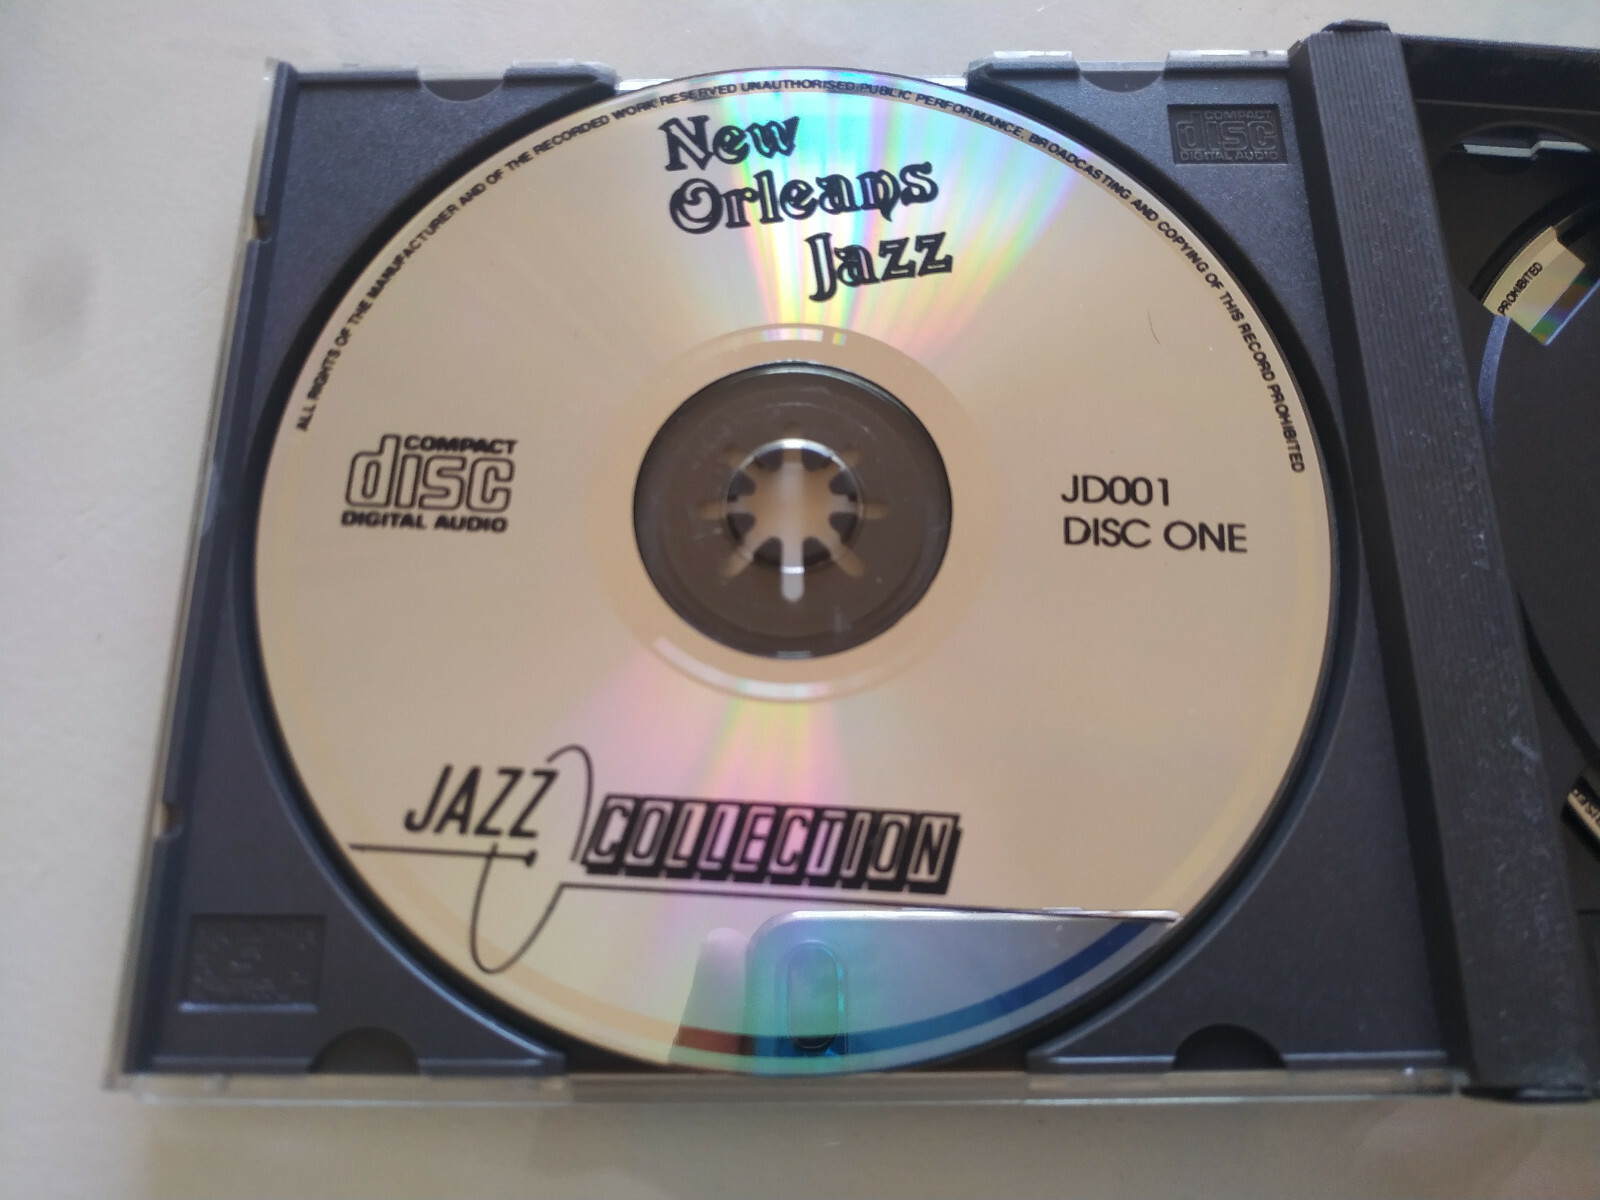 ALL RIGHTS OF THE MANUFACTURER AND OF THE RECORDED WORK RESERVED UNAUTHORISED PUBLIC PERFORMANCE, BROADCASTING AND COPYING OF THIS RECORD PROHIBITED
New
Orleans
Jazz
COMPACT
disc
DIGITAL AUDIO
JD001
DISC ONE
JAZZ COLLECTION
COMPACT
disc
DIGITAL AUDIO
PROHIBITED